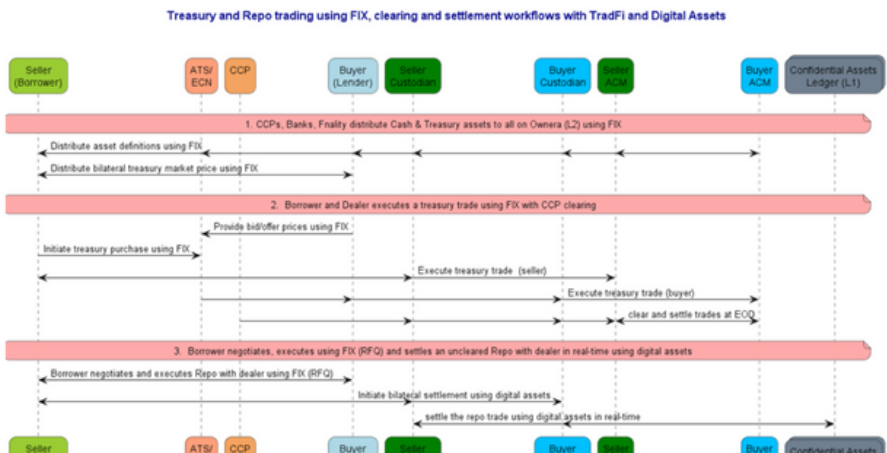 Treasury and Repo trading using FIX, clearing and settlement workflows with TradFi and Digital Assets
Seller
(Borrower)
ATS/
ECN
CCP
Buyer
(Lender)
Seller
Custodian
Buyer
Custodian
Seller
ACM
Buyer
ACM
Confidential Assets
Ledger (L1)
1. CCPs, Banks, Fnality distribute Cash & Treasury assets to all on Ownera (L2) using FIX
Distribute asset definitions using FIX
Distribute bilateral treasury market price using FIX
2. Borrower and Dealer executes a treasury trade using FIX with CCP clearing
Provide bid/offer prices using FIX
Initiate treasury purchase using FIX
Execute treasury trade (seller)
Execute treasury trade (buyer)
clear and settle trades at EOD
3. Borrower negotiates, executes using FIX (RFQ) and settles an uncleared Repo with dealer in real-time using digital assets
Borrower negotiates and executes Repo with dealer using FIX (RFQ)
Initiate bilateral settlement using digital assets
settle the repo trade using digital assets in real-time
Seller
ATS/
CCP
Buyer
Seller
Buyer
Seller
Buyer
Confidential Assets